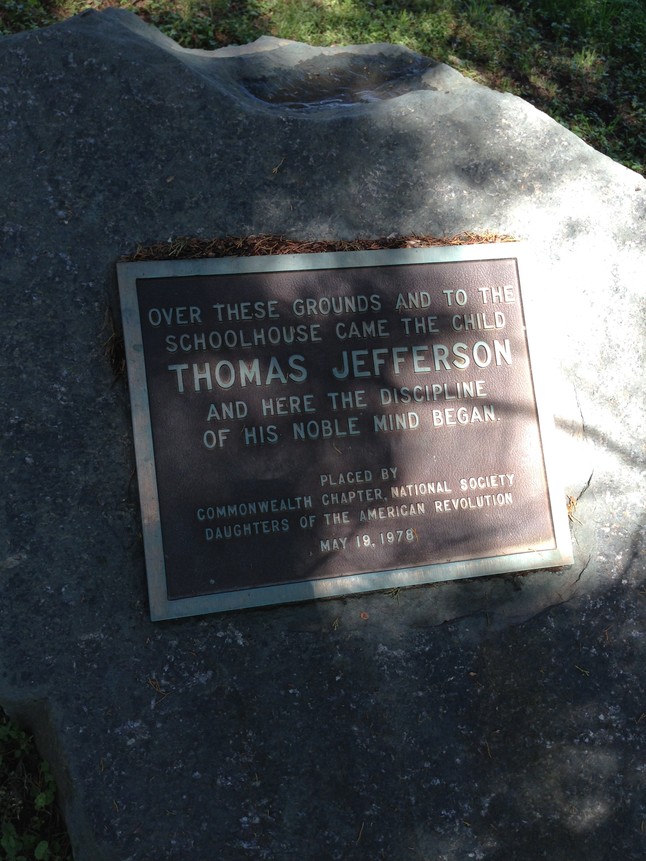 OVER THESE GROUNDS AND TO THE
SCHOOLHOUSE CAME THE CHILD
THOMAS JEFFERSON
AND HERE THE DISCIPLINE
OF HIS NOBLE MIND BEGAN.
PLACED BY
COMMONWEALTH CHAPTER, NATIONAL SOCIETY
DAUGHTERS OF THE AMERICAN REVOLUTION
MAY 19, 1978